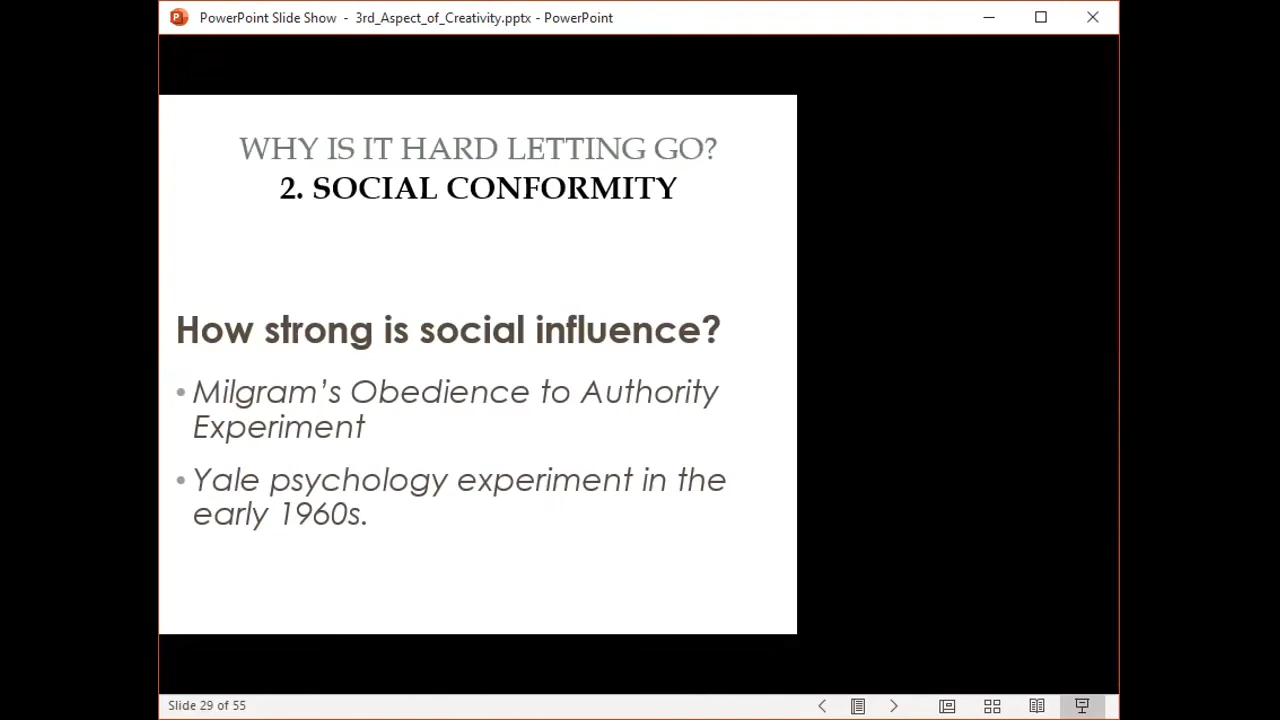 PowerPoint Slide Show - 3rd_Aspect_of_Creativity.pptx - PowerPoint
WHY IS IT HARD LETTING GO?
2. SOCIAL CONFORMITY
How strong is social influence?
• Milgram’s Obedience to Authority
Experiment
• Yale psychology experiment in the
early 1960s.
Slide 29 of 55